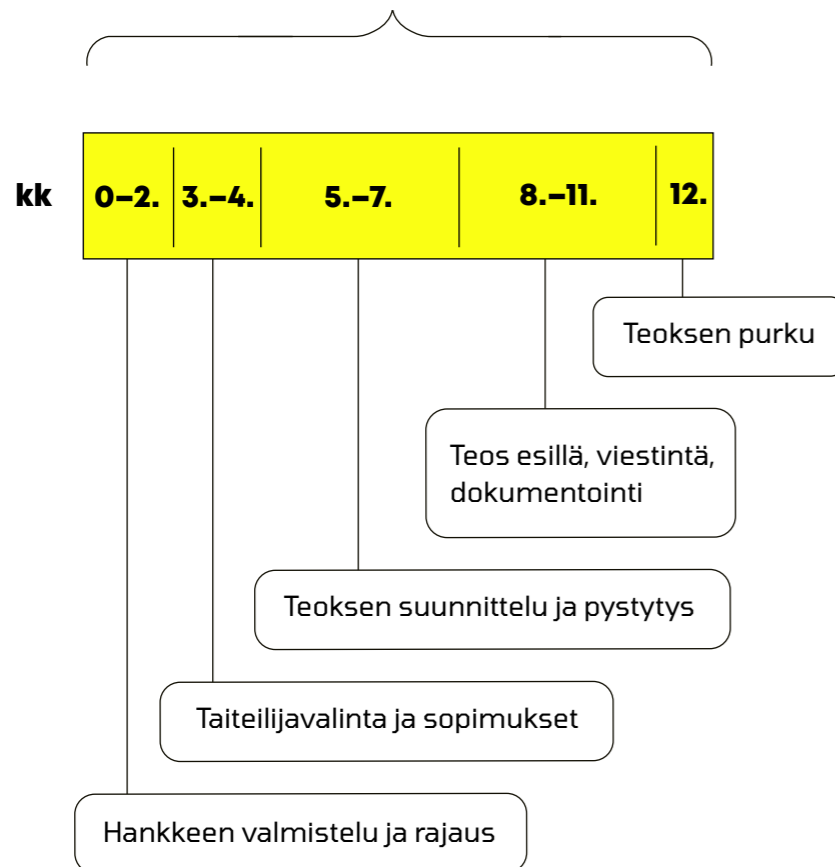 kk
0–2.
3.–4.
5.–7.
8.–11.
12.
Teoksen purku
Teos esillä, viestintä,
dokumentointi
Teoksen suunnittelu ja pystytys
Taiteilijavalinta ja sopimukset
Hankkeen valmistelu ja rajaus